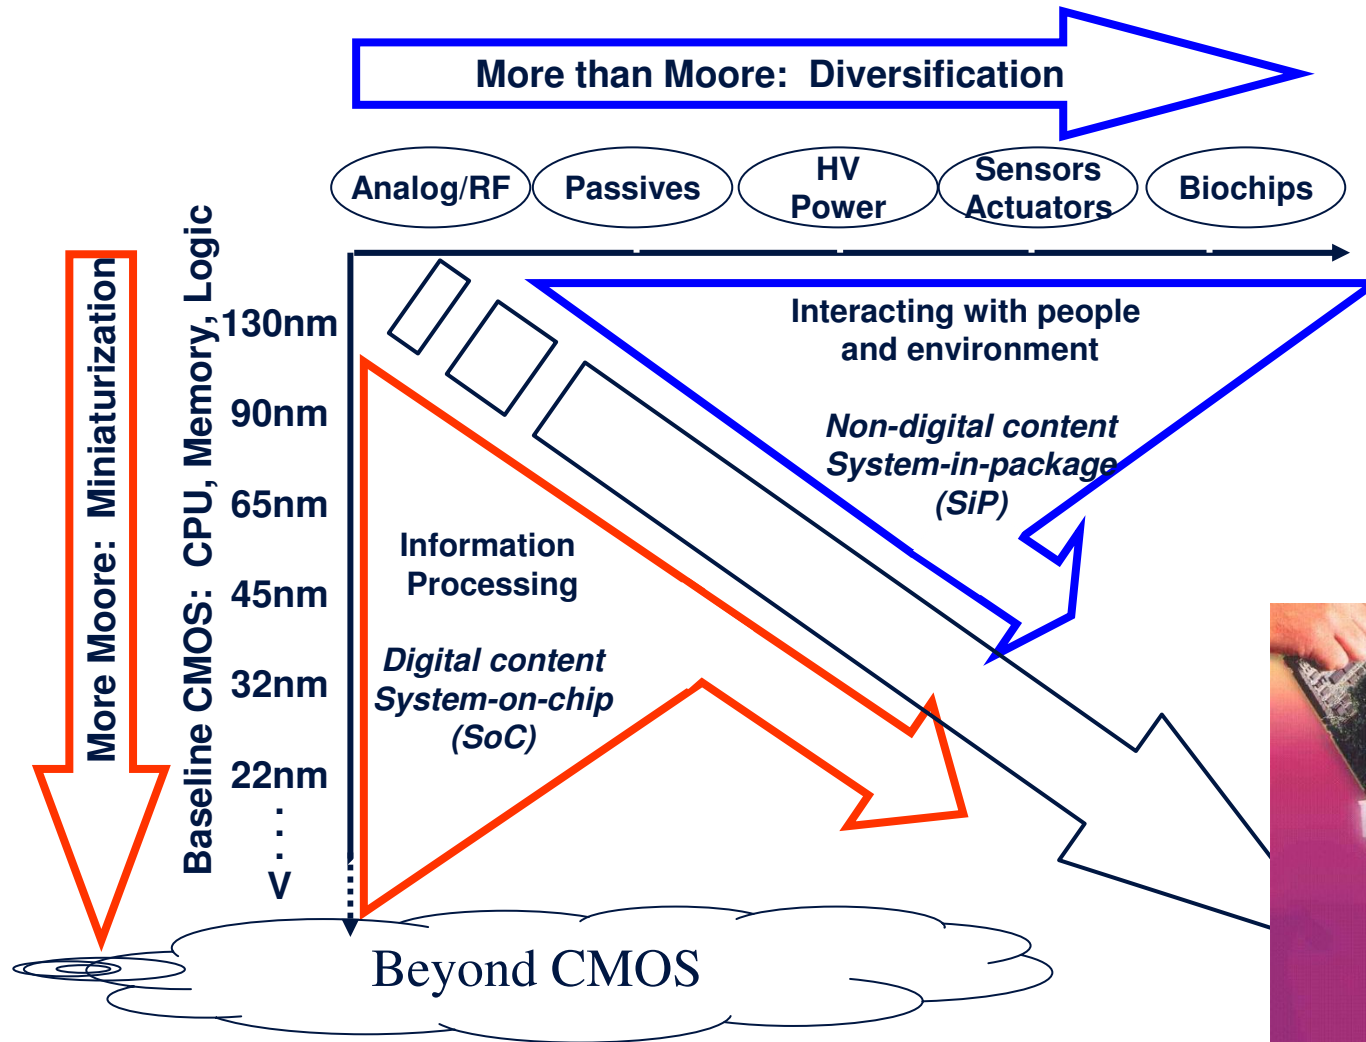 More than Moore: Diversification
Analog/RF
Passives
HV
Power
Sensors
Actuators
Biochips
More Moore: Miniaturization
Baseline CMOS: CPU, Memory, Logic
130nm
90nm
65nm
45nm
32nm
22nm
.
.
.
V
Interacting with people
and environment
Non-digital content
System-in-package
(SiP)
Information
Processing
Digital content
System-on-chip
(SoC)
Beyond CMOS